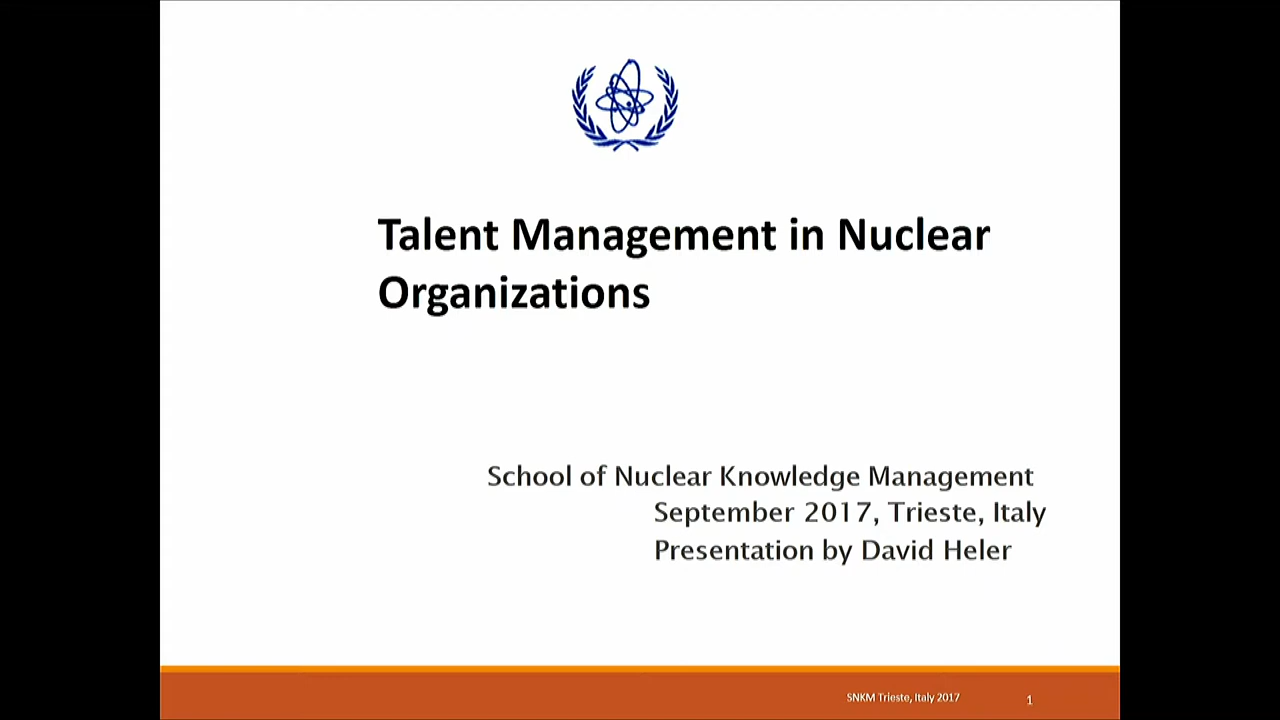 Talent Management in Nuclear
Organizations
School of Nuclear Knowledge Management
September 2017, Trieste, Italy
Presentation by David Heler
SNKM Trieste, Italy 2017
1